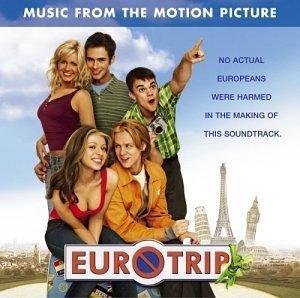 MUSIC FROM THE MOTION PICTURE
NO ACTUAL
EUROPEANS
WERE HARMED
IN THE MAKING OF
THIS SOUNDTRACK.
EUROTRIP